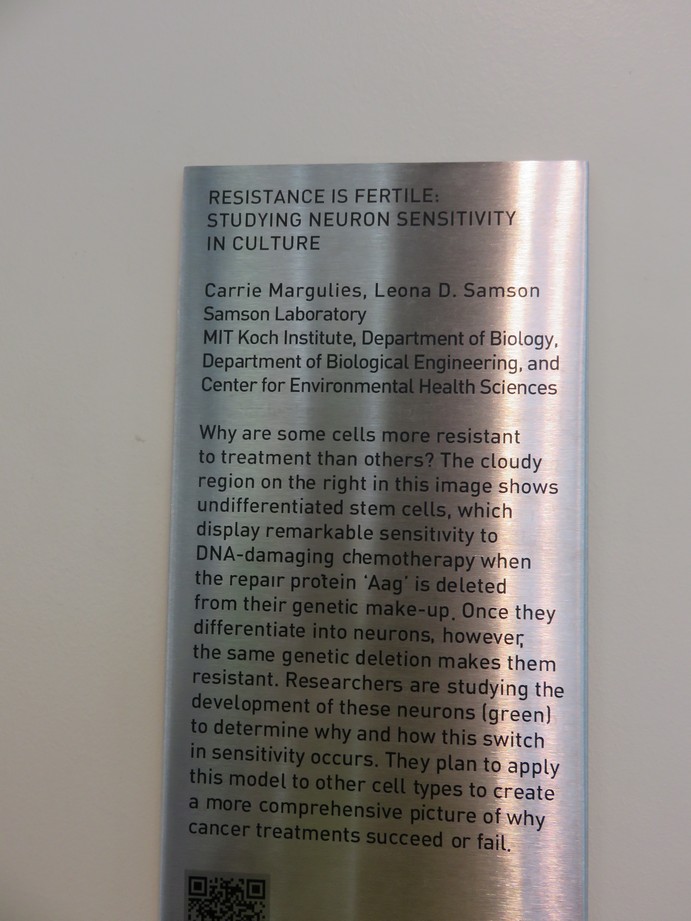 RESISTANCE IS FERTILE:
STUDYING NEURON SENSITIVITY
IN CULTURE
Carrie Margulies, Leona D. Samson
Samson Laboratory
MIT Koch Institute, Department of Biology,
Department of Biological Engineering, and
Center for Environmental Health Sciences
Why are some cells more resistant
to treatment than others? The cloudy
region on the right in this image shows
undifferentiated stem cells, which
display remarkable sensitivity to
DNA-damaging chemotherapy when
the repair protein ‘Aag’ is deleted
from their genetic make-up. Once they
differentiate into neurons, however,
the same genetic deletion makes them
resistant. Researchers are studying the
development of these neurons (green)
to determine why and how this switch
in sensitivity occurs. They plan to apply
this model to other cell types to create
a more comprehensive picture of why
cancer treatments succeed or fail.